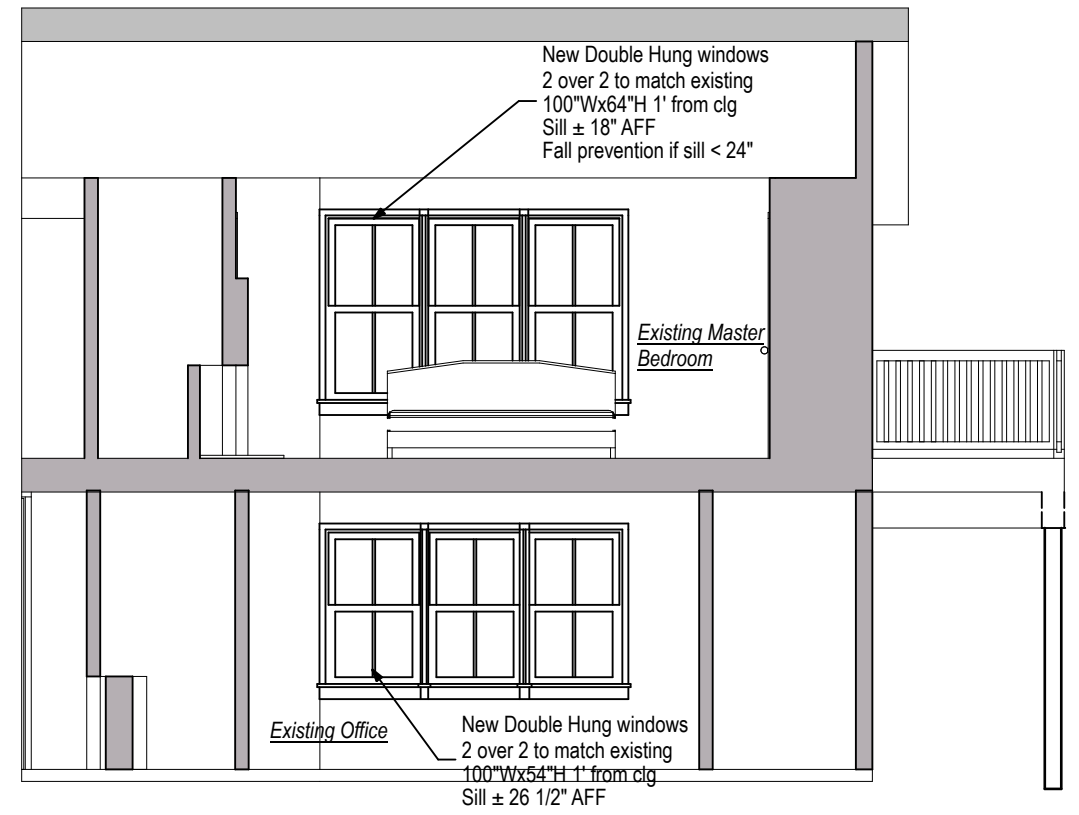 New Double Hung windows
2 over 2 to match existing
100"Wx64"H 1' from clg
Sill ± 18" AFF
Fall prevention if sill < 24"
Existing Master
Bedroom
Existing Office
New Double Hung windows
2 over 2 to match existing
100"Wx54"H 1' from clg
Sill ± 26 1/2" AFF